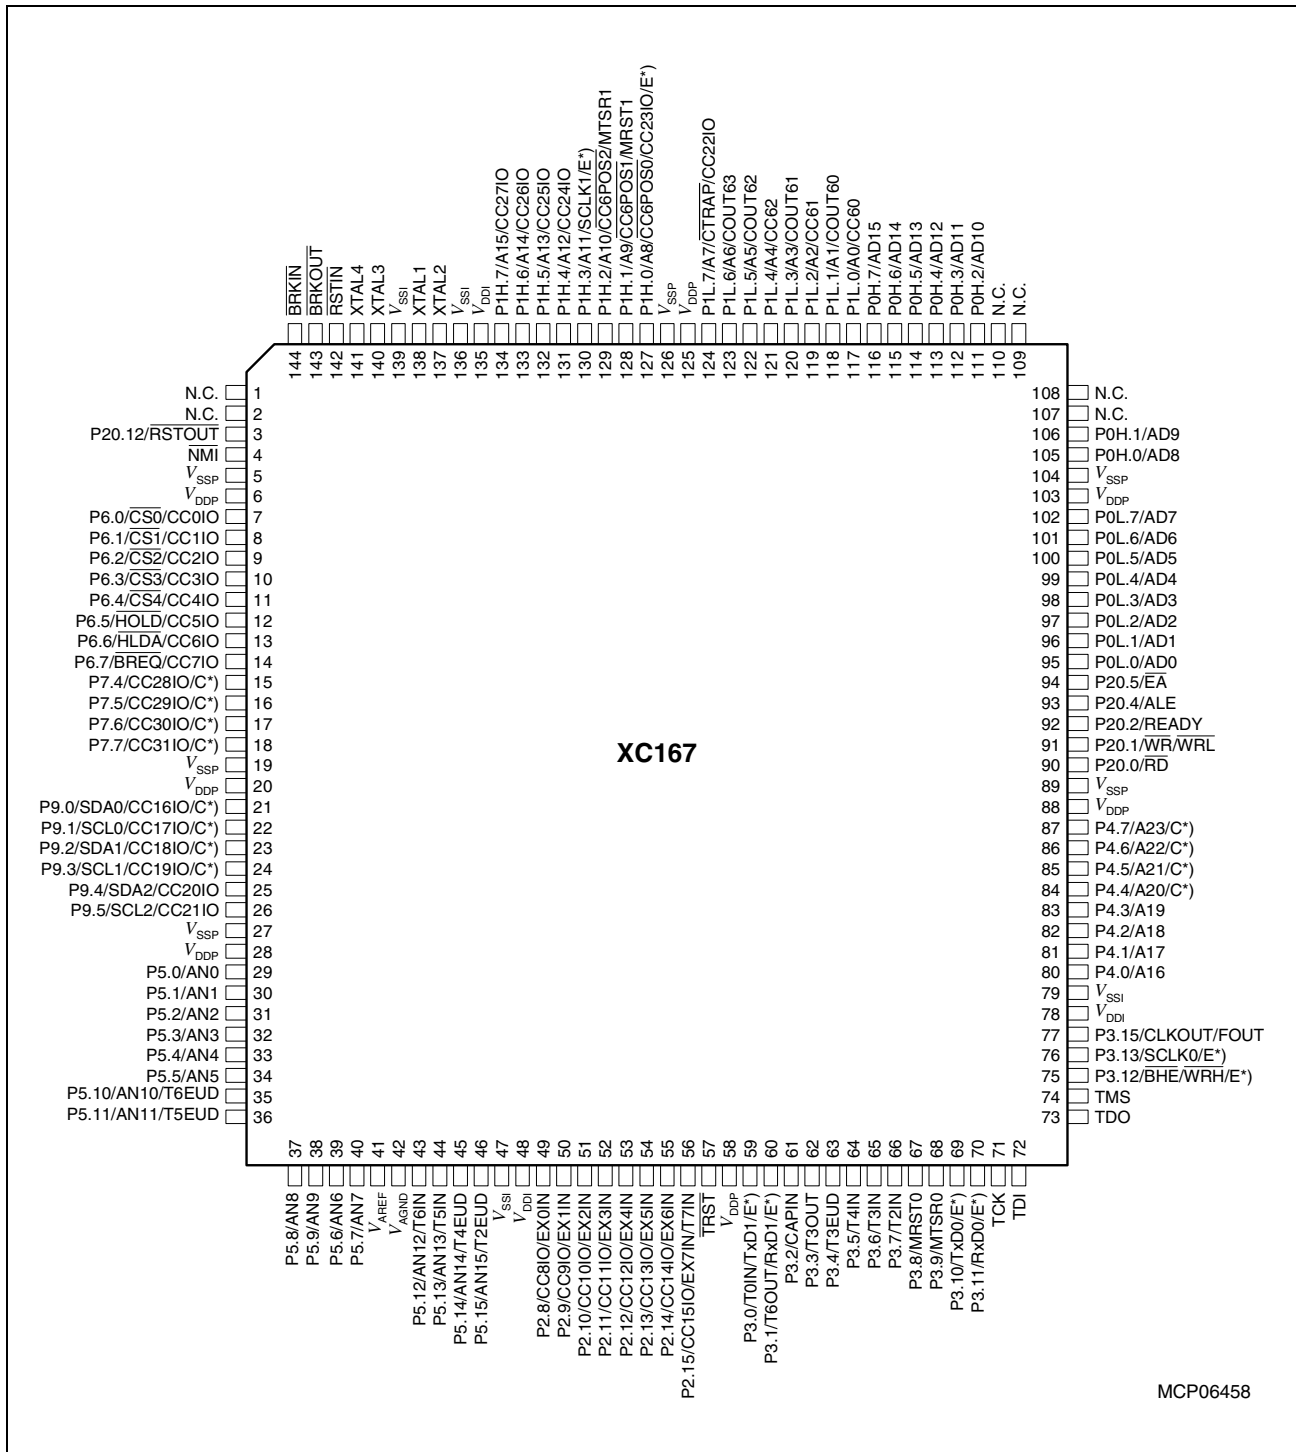 BRKIN
BRKOUT
RSTIN
XTAL4
XTAL3
VSSI
XTAL1
XTAL2
VSSI
VDDI
P1H.7/A15/CC27IO
P1H.6/A14/CC26IO
P1H.5/A13/CC25IO
P1H.4/A12/CC24IO
P1H.3/A11/SCLK1/E*)
P1H.2/A10/CC6POS2/MTSR1
P1H.1/A9/CC6POS1/MRST1
P1H.0/A8/CC6POS0/CC23IO/E*)
VSSP
VDDP
P1L.7/A7/CTRAP/CC22IO
P1L.6/A6/COUT63
P1L.5/A5/COUT62
P1L.4/A4/CC62
P1L.3/A3/COUT61
P1L.2/A2/CC61
P1L.1/A1/COUT60
P1L.0/A0/CC60
P0H.7/AD15
P0H.6/AD14
P0H.5/AD13
P0H.4/AD12
P0H.3/AD11
P0H.2/AD10
N.C.
N.C.
144 143 142 141 140 139 138 137 136 135 134 133 132 131 130 129 128 127 126 125 124 123 122 121 120 119 118 117 116 115 114 113 112 111 110 109
N.C. 1
N.C. 2
P20.12/RSTOUT 3
NMI 4
VSSP 5
VDDP 6
P6.0/CS0/CC0IO 7
P6.1/CS1/CC1IO 8
P6.2/CS2/CC2IO 9
P6.3/CS3/CC3IO 10
P6.4/CS4/CC4IO 11
P6.5/HOLD/CC5IO 12
P6.6/HLDA/CC6IO 13
P6.7/BREQ/CC7IO 14
P7.4/CC28IO/C*) 15
P7.5/CC29IO/C*) 16
P7.6/CC30IO/C*) 17
P7.7/CC31IO/C*) 18
VSSP 19
VDDP 20
P9.0/SDA0/CC16IO/C*) 21
P9.1/SCL0/CC17IO/C*) 22
P9.2/SDA1/CC18IO/C*) 23
P9.3/SCL1/CC19IO/C*) 24
P9.4/SDA2/CC20IO 25
P9.5/SCL2/CC21IO 26
VSSP 27
VDDP 28
P5.0/AN0 29
P5.1/AN1 30
P5.2/AN2 31
P5.3/AN3 32
P5.4/AN4 33
P5.5/AN5 34
P5.10/AN10/T6EUD 35
P5.11/AN11/T5EUD 36
XC167
108 N.C.
107 N.C.
106 P0H.1/AD9
105 P0H.0/AD8
104 VSSP
103 VDDP
102 P0L.7/AD7
101 P0L.6/AD6
100 P0L.5/AD5
99 P0L.4/AD4
98 P0L.3/AD3
97 P0L.2/AD2
96 P0L.1/AD1
95 P0L.0/AD0
94 P20.5/EA
93 P20.4/ALE
92 P20.2/READY
91 P20.1/WR/WRL
90 P20.0/RD
89 VSSP
88 VDDP
87 P4.7/A23/C*)
86 P4.6/A22/C*)
85 P4.5/A21/C*)
84 P4.4/A20/C*)
83 P4.3/A19
82 P4.2/A18
81 P4.1/A17
80 P4.0/A16
79 VSSI
78 VDDI
77 P3.15/CLKOUT/FOUT
76 P3.13/SCLK0/E*)
75 P3.12/BHE/WRH/E*)
74 TMS
73 TDO
37 38 39 40 41 42 43 44 45 46 47 48 49 50 51 52 53 54 55 56 57 58 59 60 61 62 63 64 65 66 67 68 69 70 71 72
P5.8/AN8
P5.9/AN9
P5.6/AN6
P5.7/AN7
VAREF
VAGND
P5.12/AN12/T6IN
P5.13/AN13/T5IN
P5.14/AN14/T4EUD
P5.15/AN15/T2EUD
VSSI
VDDI
P2.8/CC8IO/EX0IN
P2.9/CC9IO/EX1IN
P2.10/CC10IO/EX2IN
P2.11/CC11IO/EX3IN
P2.12/CC12IO/EX4IN
P2.13/CC13IO/EX5IN
P2.14/CC14IO/EX6IN
P2.15/CC15IO/EX7IN/T7IN
TRST
VDDP
P3.0/T0IN/TxD1/E*)
P3.1/T6OUT/RxD1/E*)
P3.2/CAPIN
P3.3/T3OUT
P3.4/T3EUD
P3.5/T4IN
P3.6/T3IN
P3.7/T2IN
P3.8/MRST0
P3.9/MTSR0
P3.10/TxD0/E*)
P3.11/RxD0/E*)
TCK
TDI
MCP06458